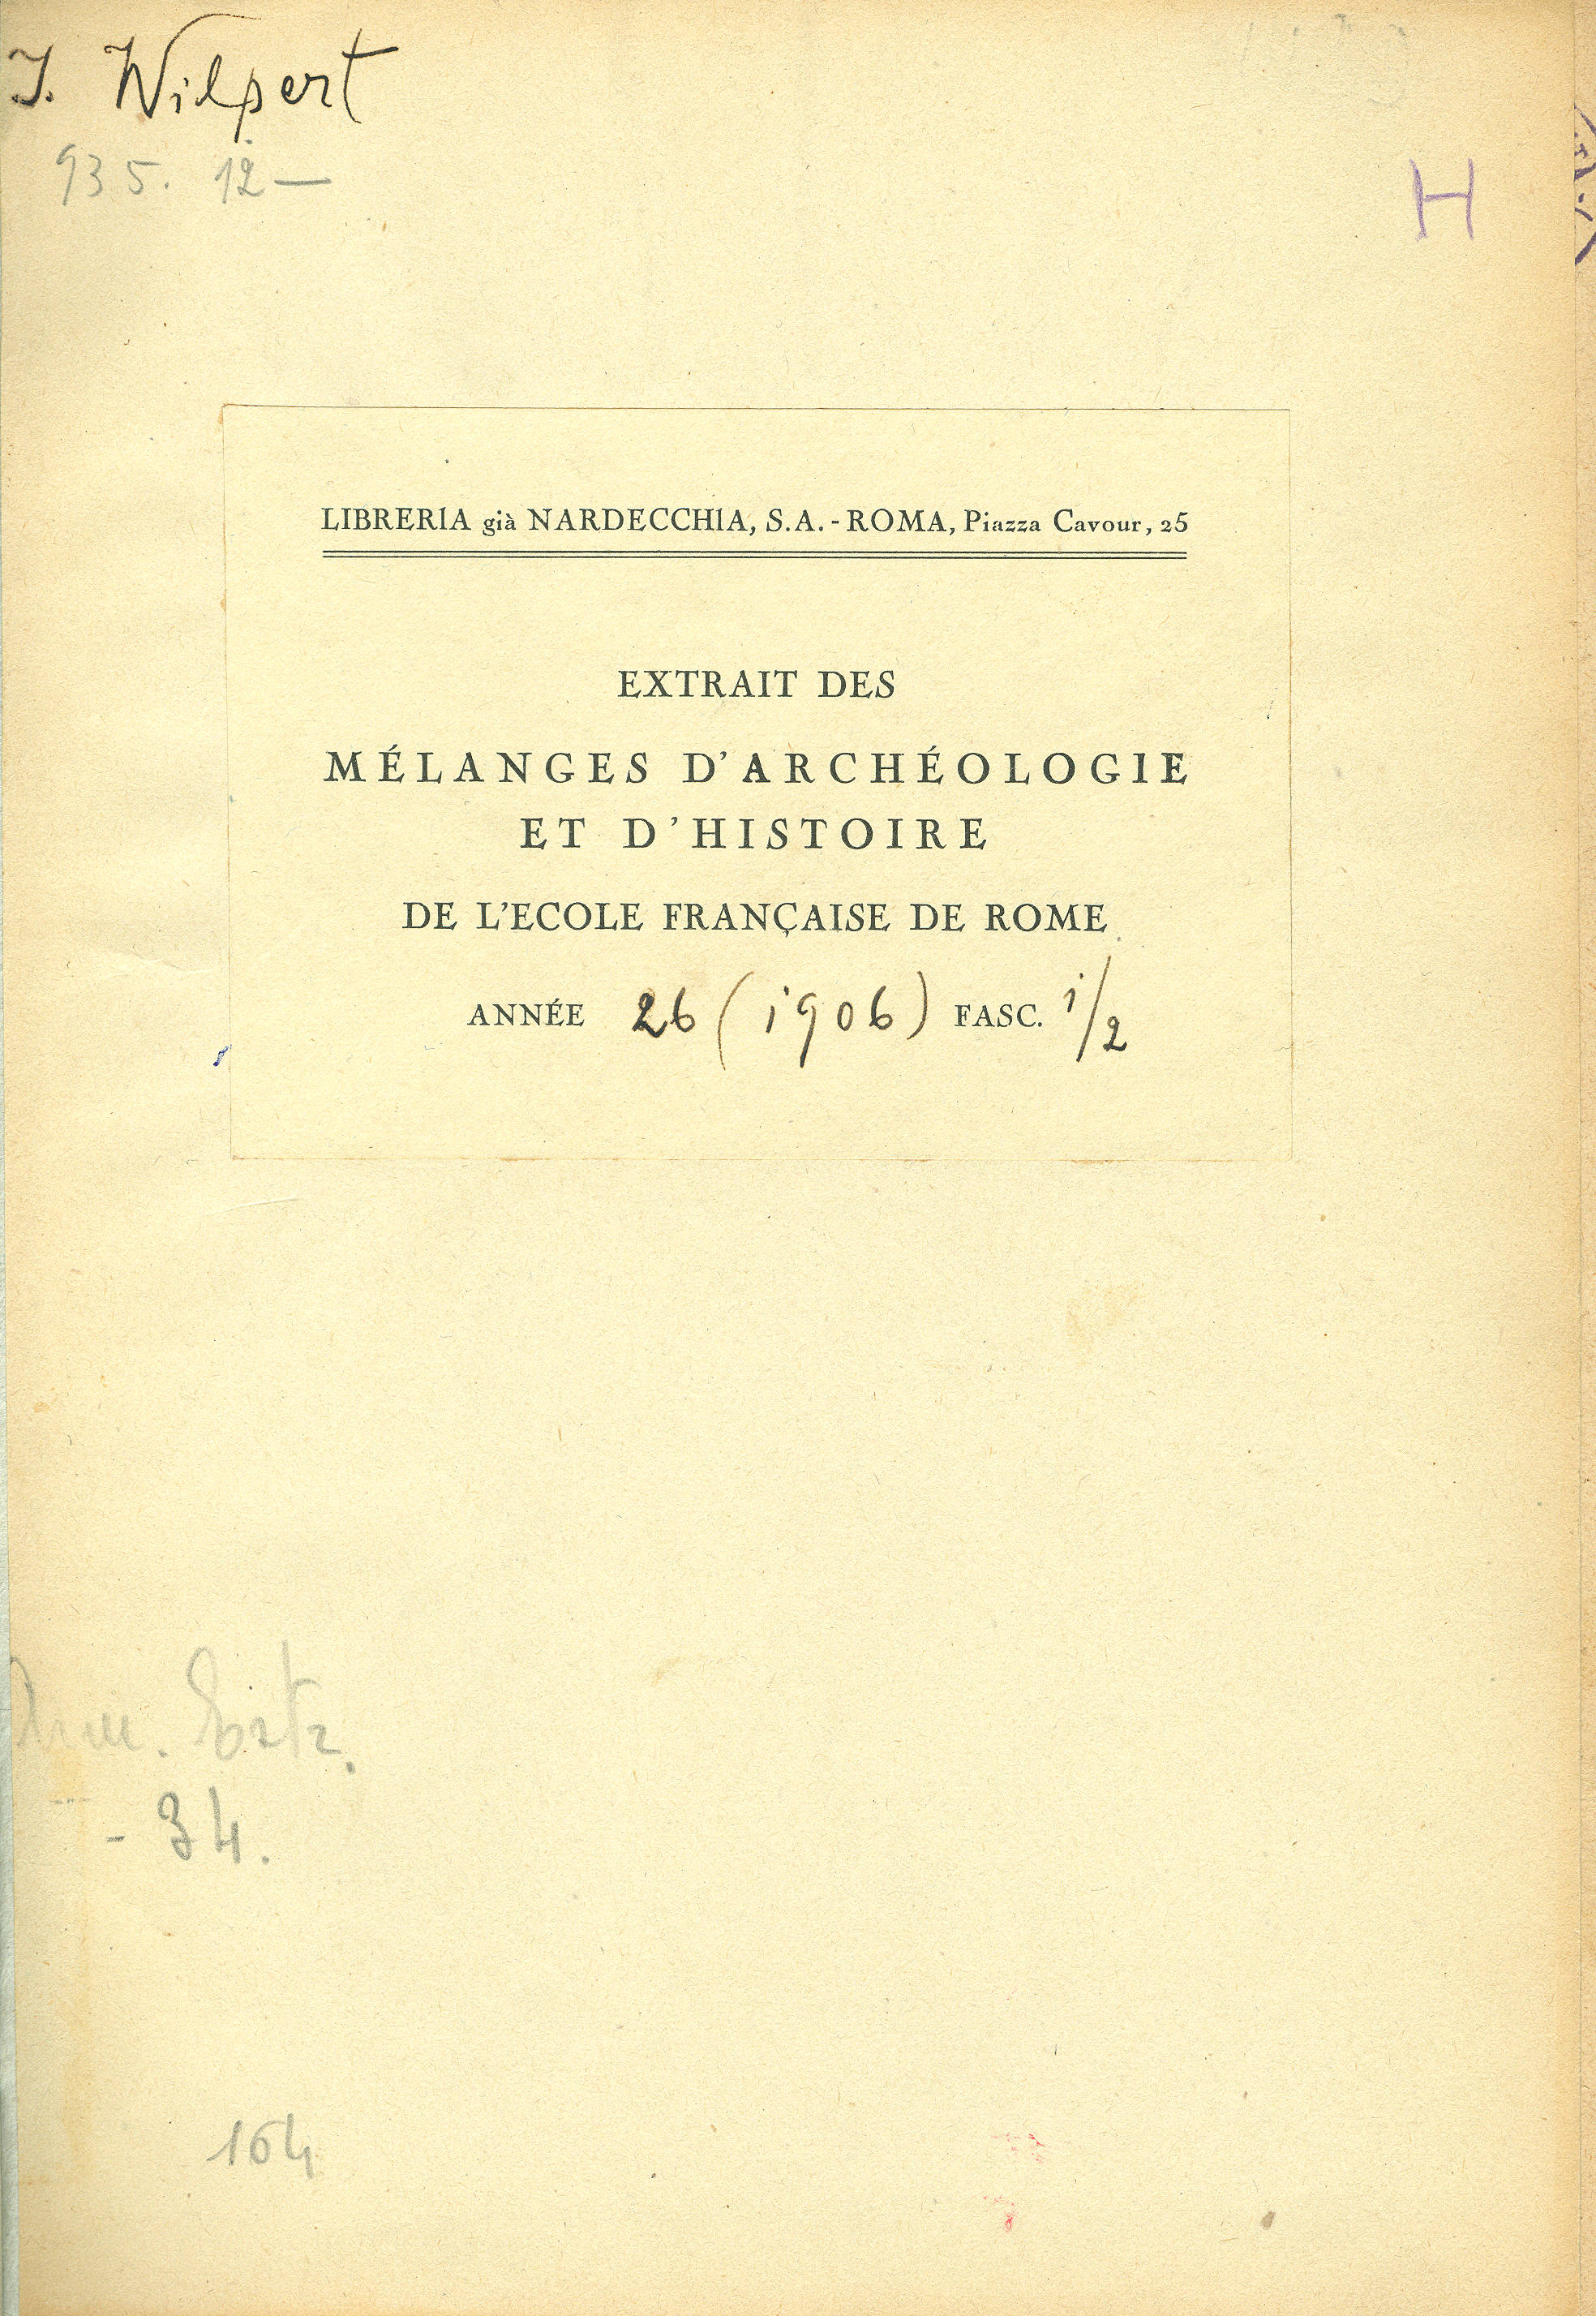 J. Wilpert
935. 12—
H
LIBRERIA già NARDECCHIA, S.A. - ROMA, Piazza Cavour, 25
EXTRAIT DES
MÉLANGES D'ARCHÉOLOGIE
ET D'HISTOIRE
DE L'ECOLE FRANÇAISE DE ROME
ANNÉE 26 (1906) FASC. 1/2
- 34.
164